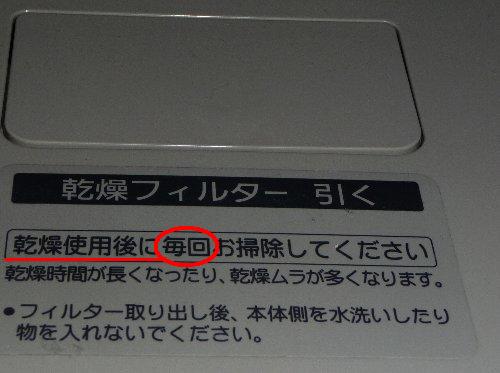 乾燥フィルター 引く
乾燥使用後に毎回お掃除してください
乾燥時間が長くなったり、乾燥ムラが多くなります。
●フィルター取り出し後、本体側を水洗いしたり
物を入れないでください。